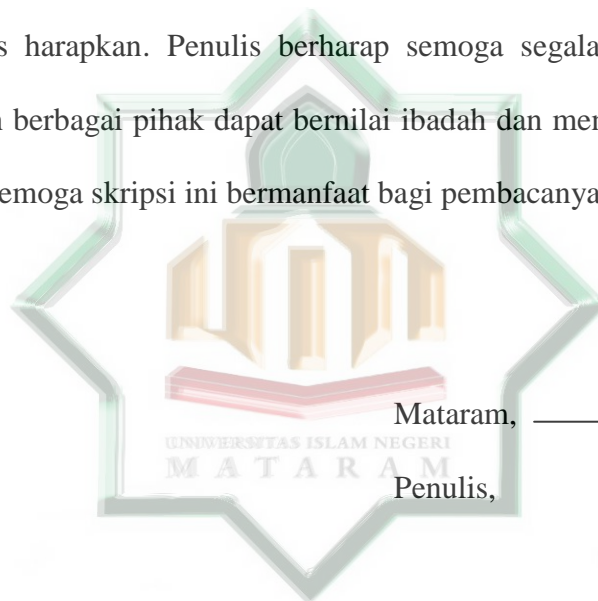 s harapkan. Penulis berharap semoga segala
berbagai pihak dapat bernilai ibadah dan
emoga skripsi ini bermanfaat bagi pembacanya
Mataram,
UNIVERSITAS ISLAM NEGERI
MATARAM
Penulis,